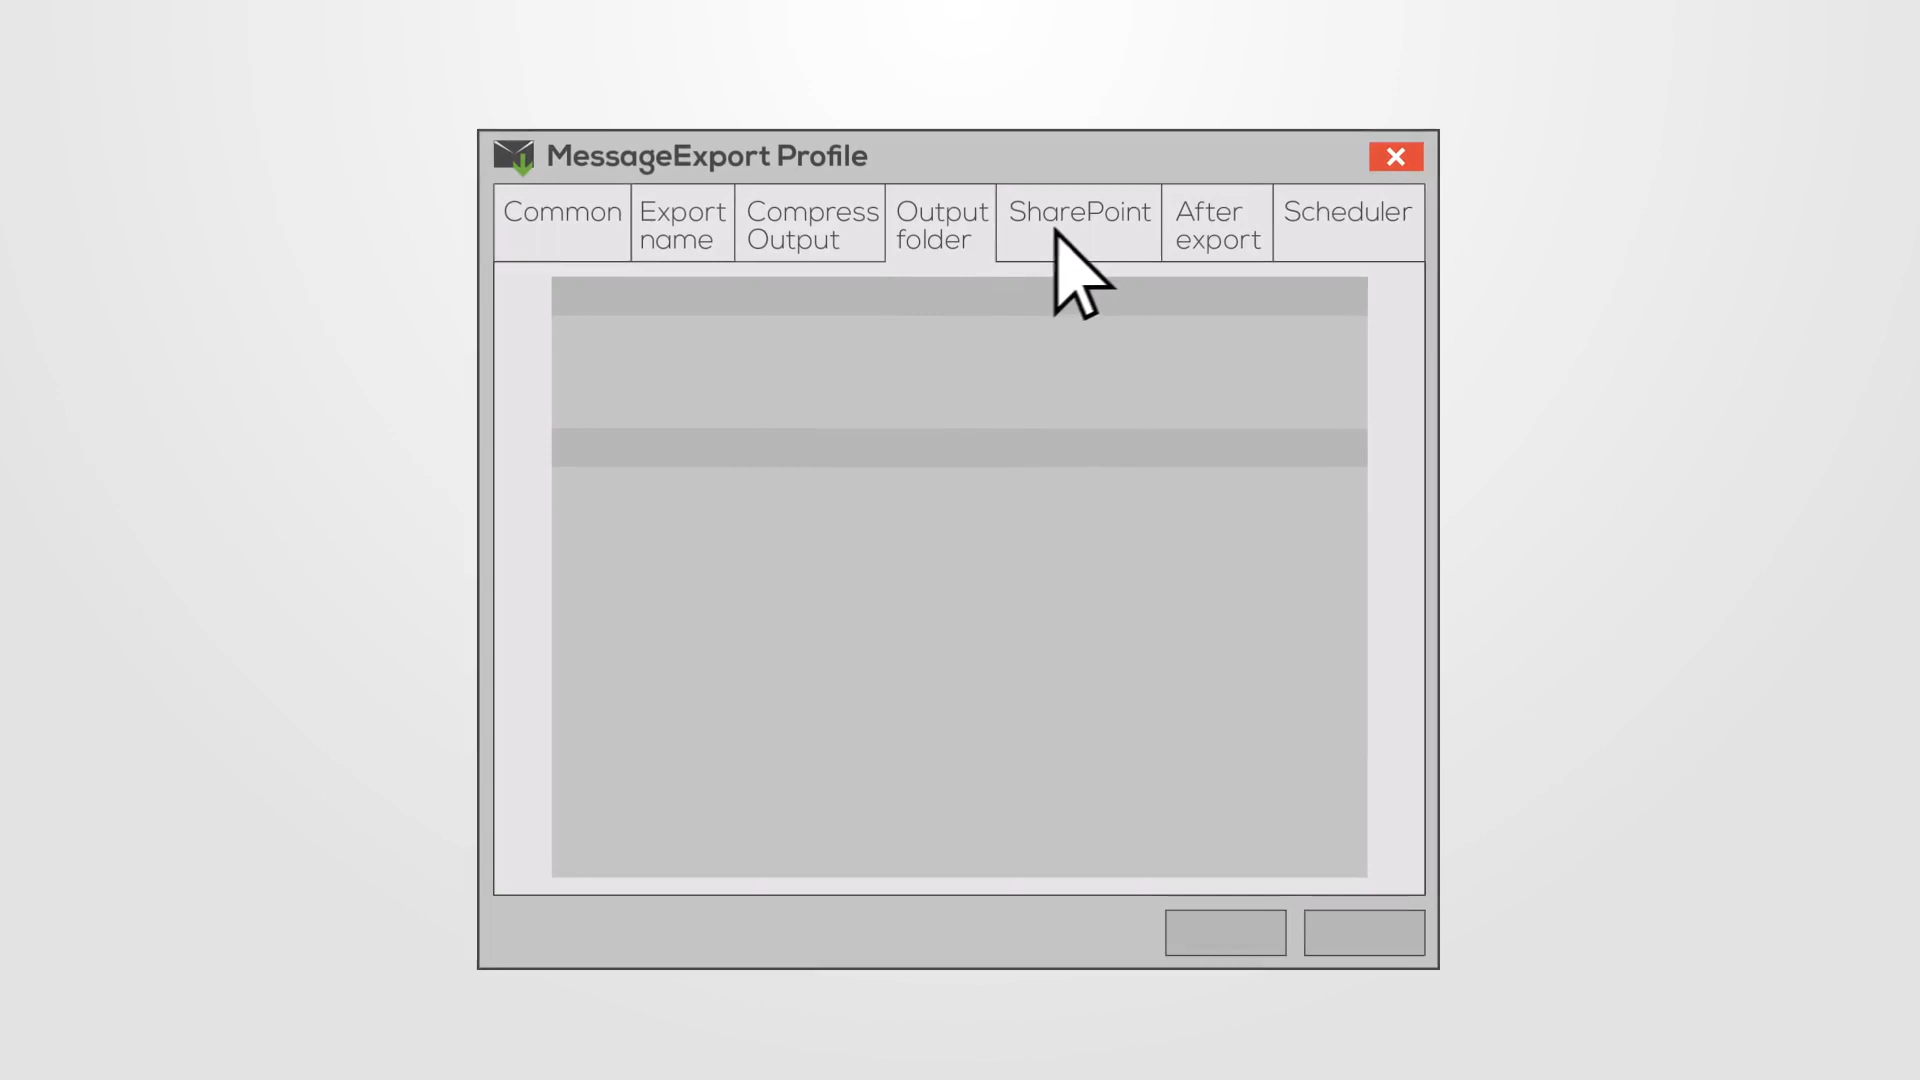 MessageExport Profile
Common
Export
name
Compress
Output
Output
folder
SharePoint
After
export
Scheduler